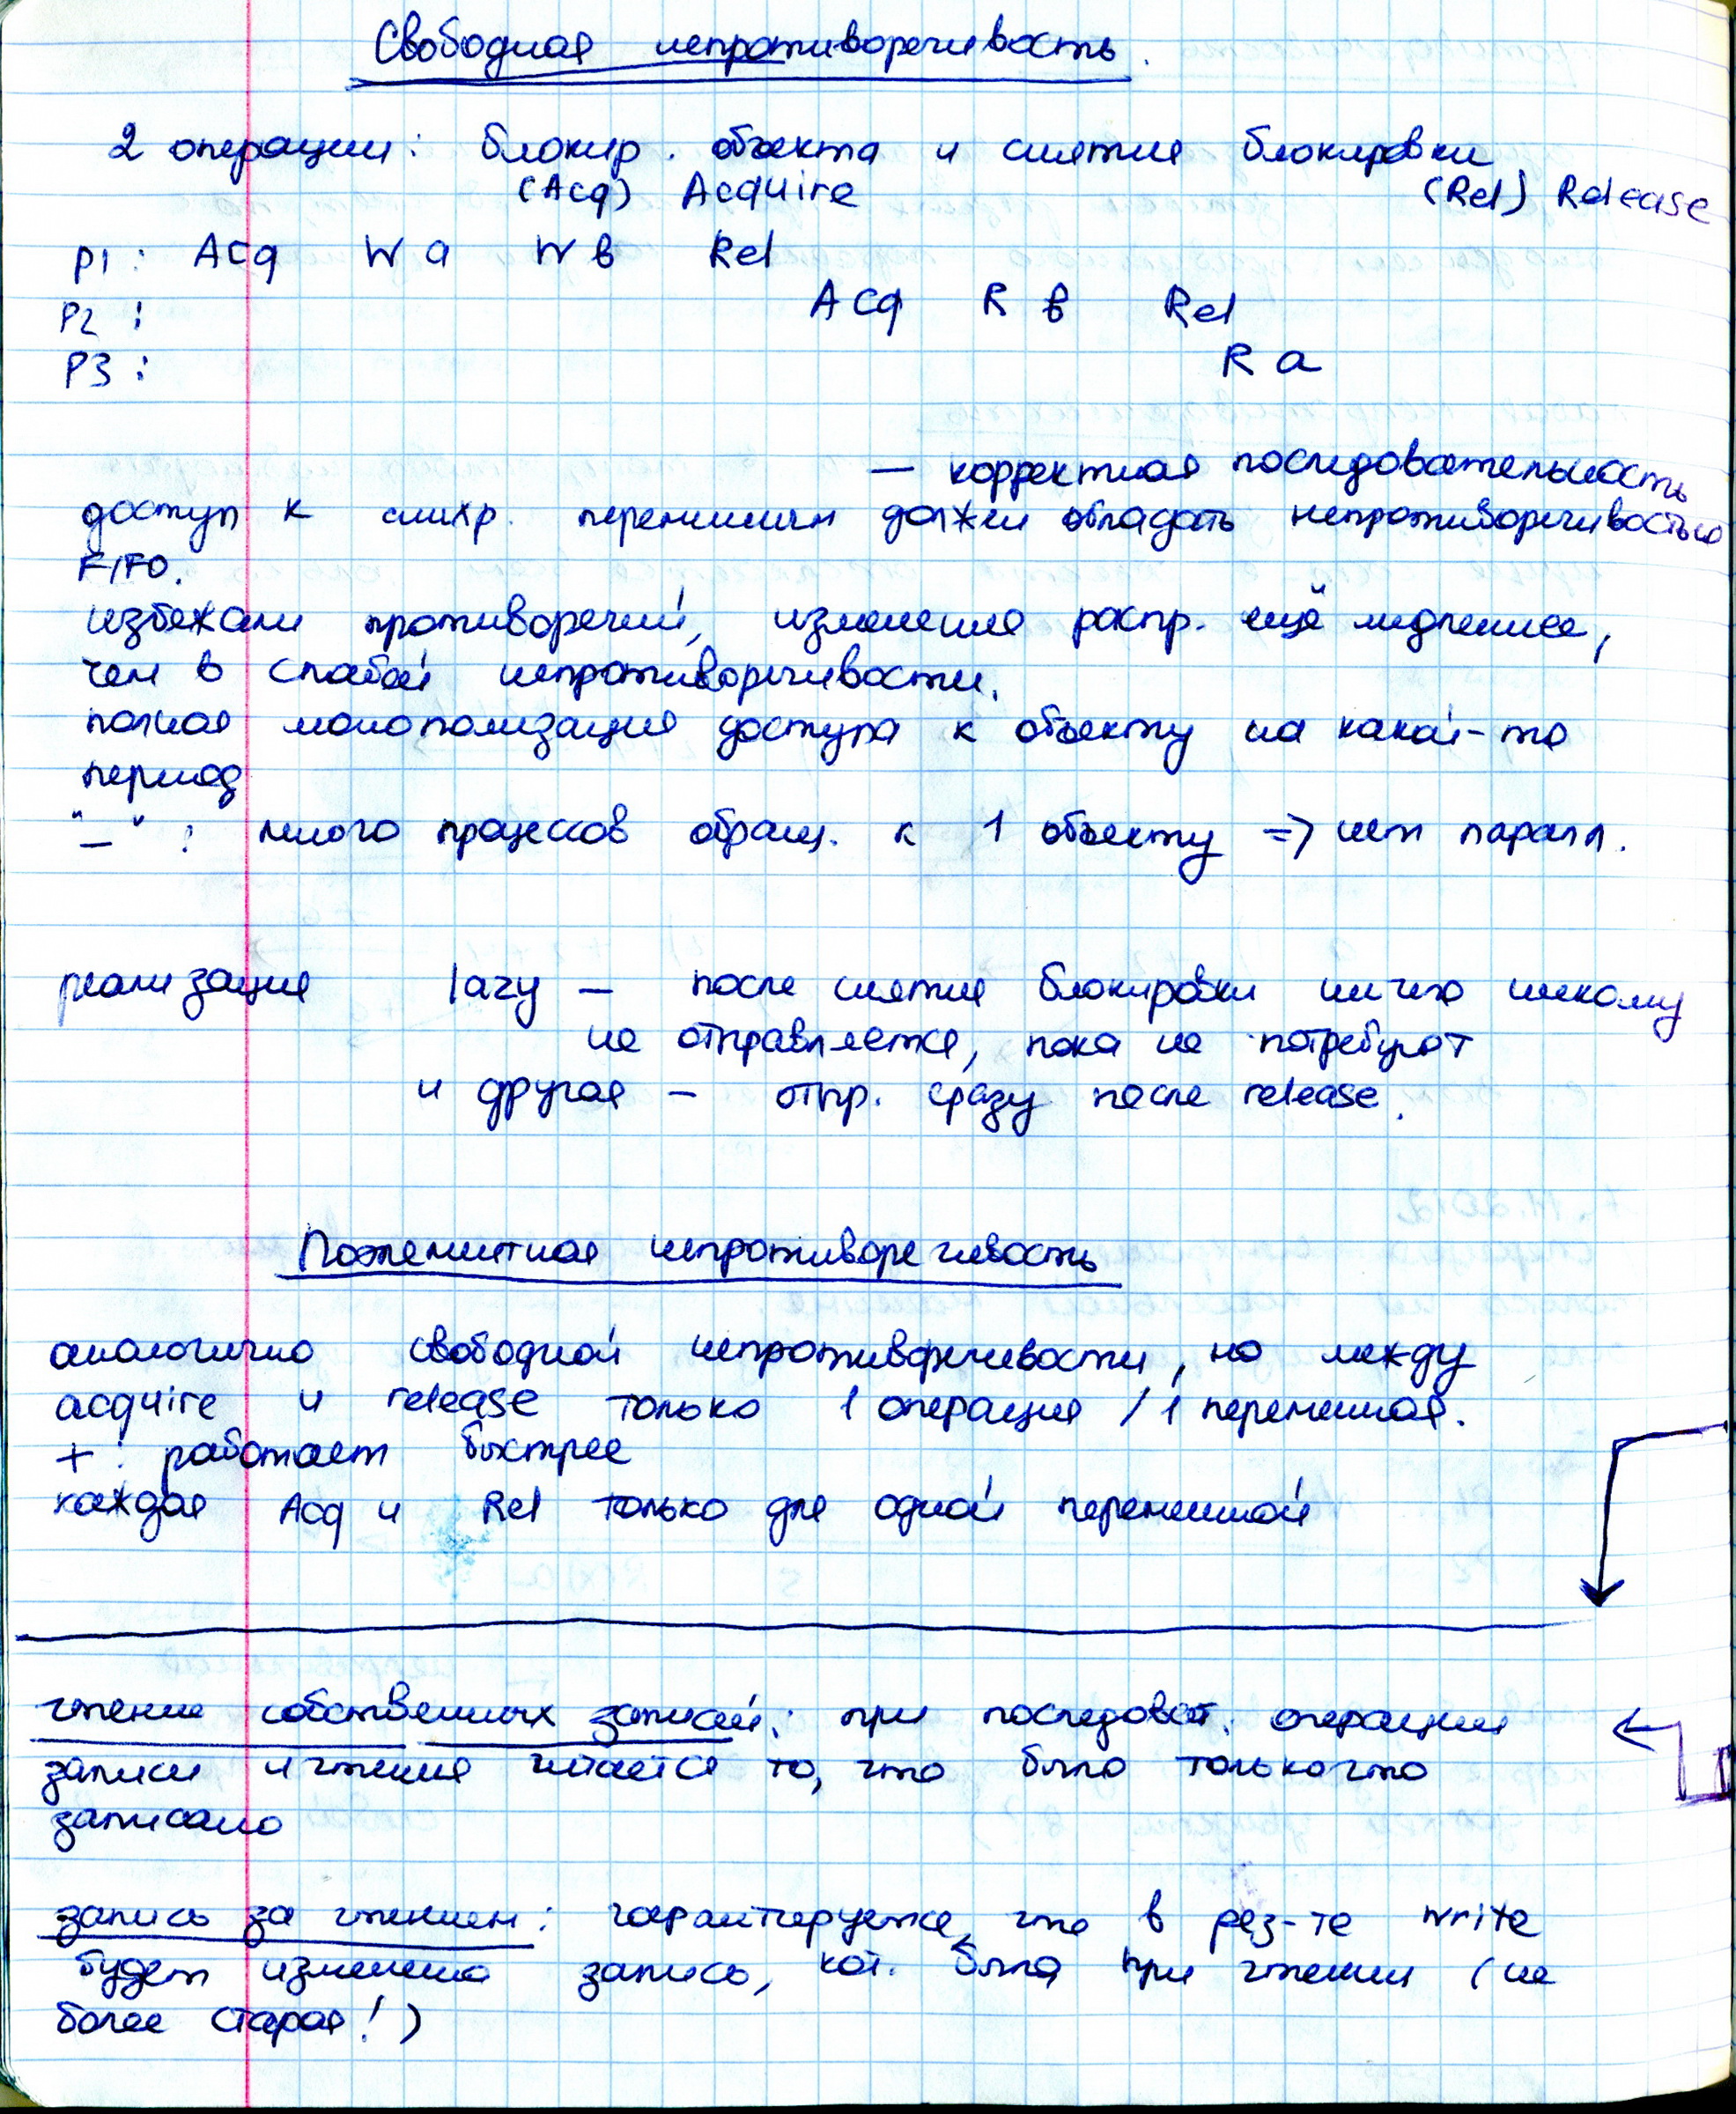 Свободная непротиворечивость.
2 операции: блокир. объекта и снятия блокировки
(Acq) Acquire (Rel) Release
P1: Acq W a W в Rel
P2: Acq R в Rel
P3: R a
— корректная последовательность
доступ к синхр. переменным должен обладать непротиворечивостью
FIFO.
избежали противоречий, изменения распр. ещё медленнее,
чем в слабой непротиворечивости.
полная монополизация доступа к объекту на какой-то
период
"–" : много процессов обращ. к 1 объекту => нет паралл.
реализация lazy — после снятия блокировки ничего никому
не отправляется, пока не потребуют
и другая – отпр. сразу после release.
Поэлементная непротиворечивость
аналогично свободной непротиворечивости, но между
acquire и release только 1 операция / 1 переменная.
+ : работает быстрее
каждая Acq и Rel только для одной переменной
чтение собственных записей: при последоват. операции
записи и чтения читается то, что было только что
записано
запись за чтением: гарантируется, что в рез-те write
будет изменена запись, кот. была при чтении (не
более старая!)